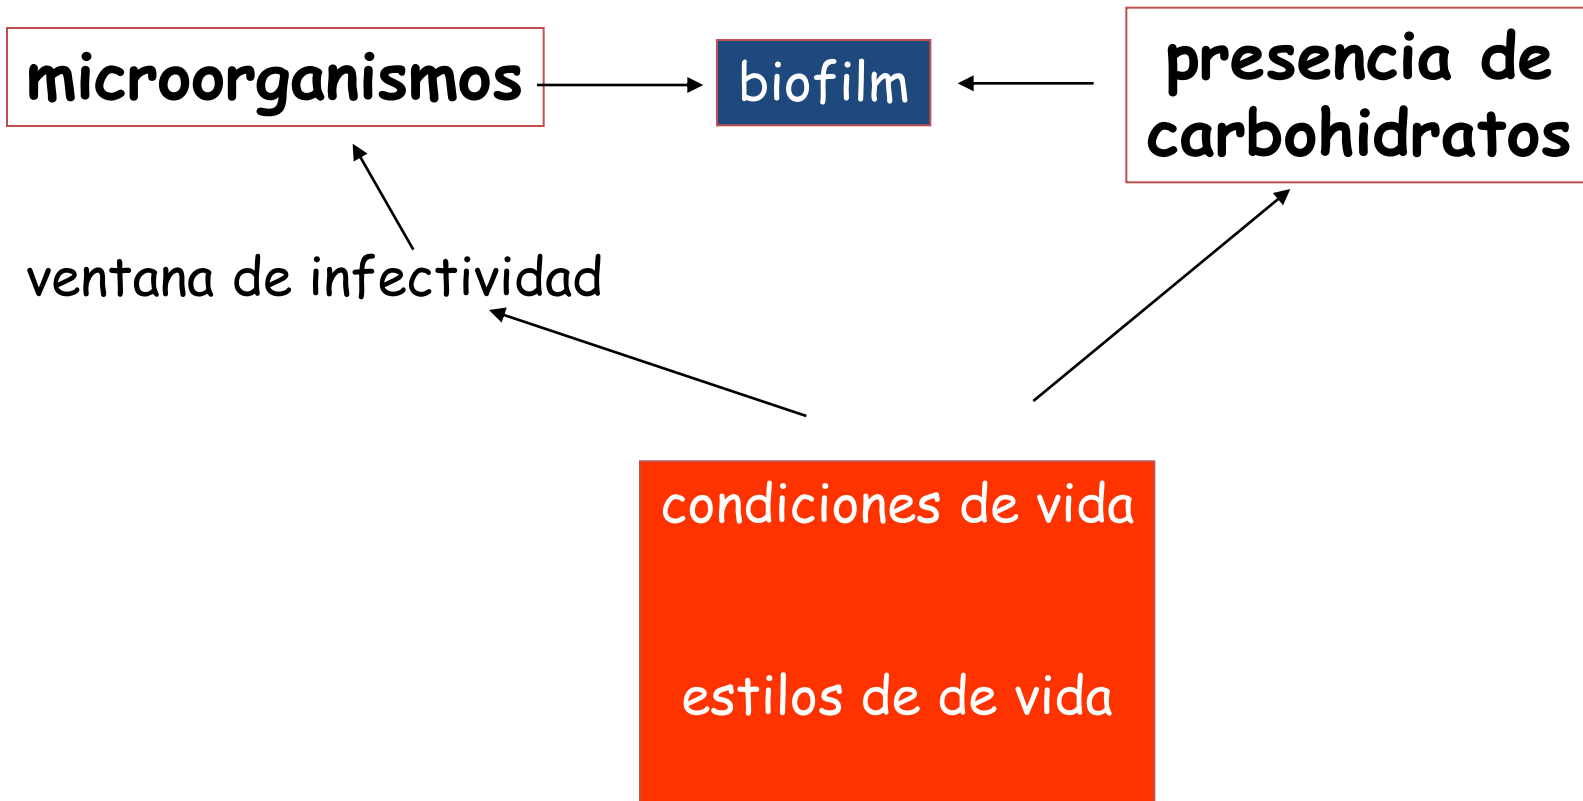 microorganismos
biofilm
presencia de
carbohidratos
ventana de infectividad
condiciones de vida
estilos de de vida